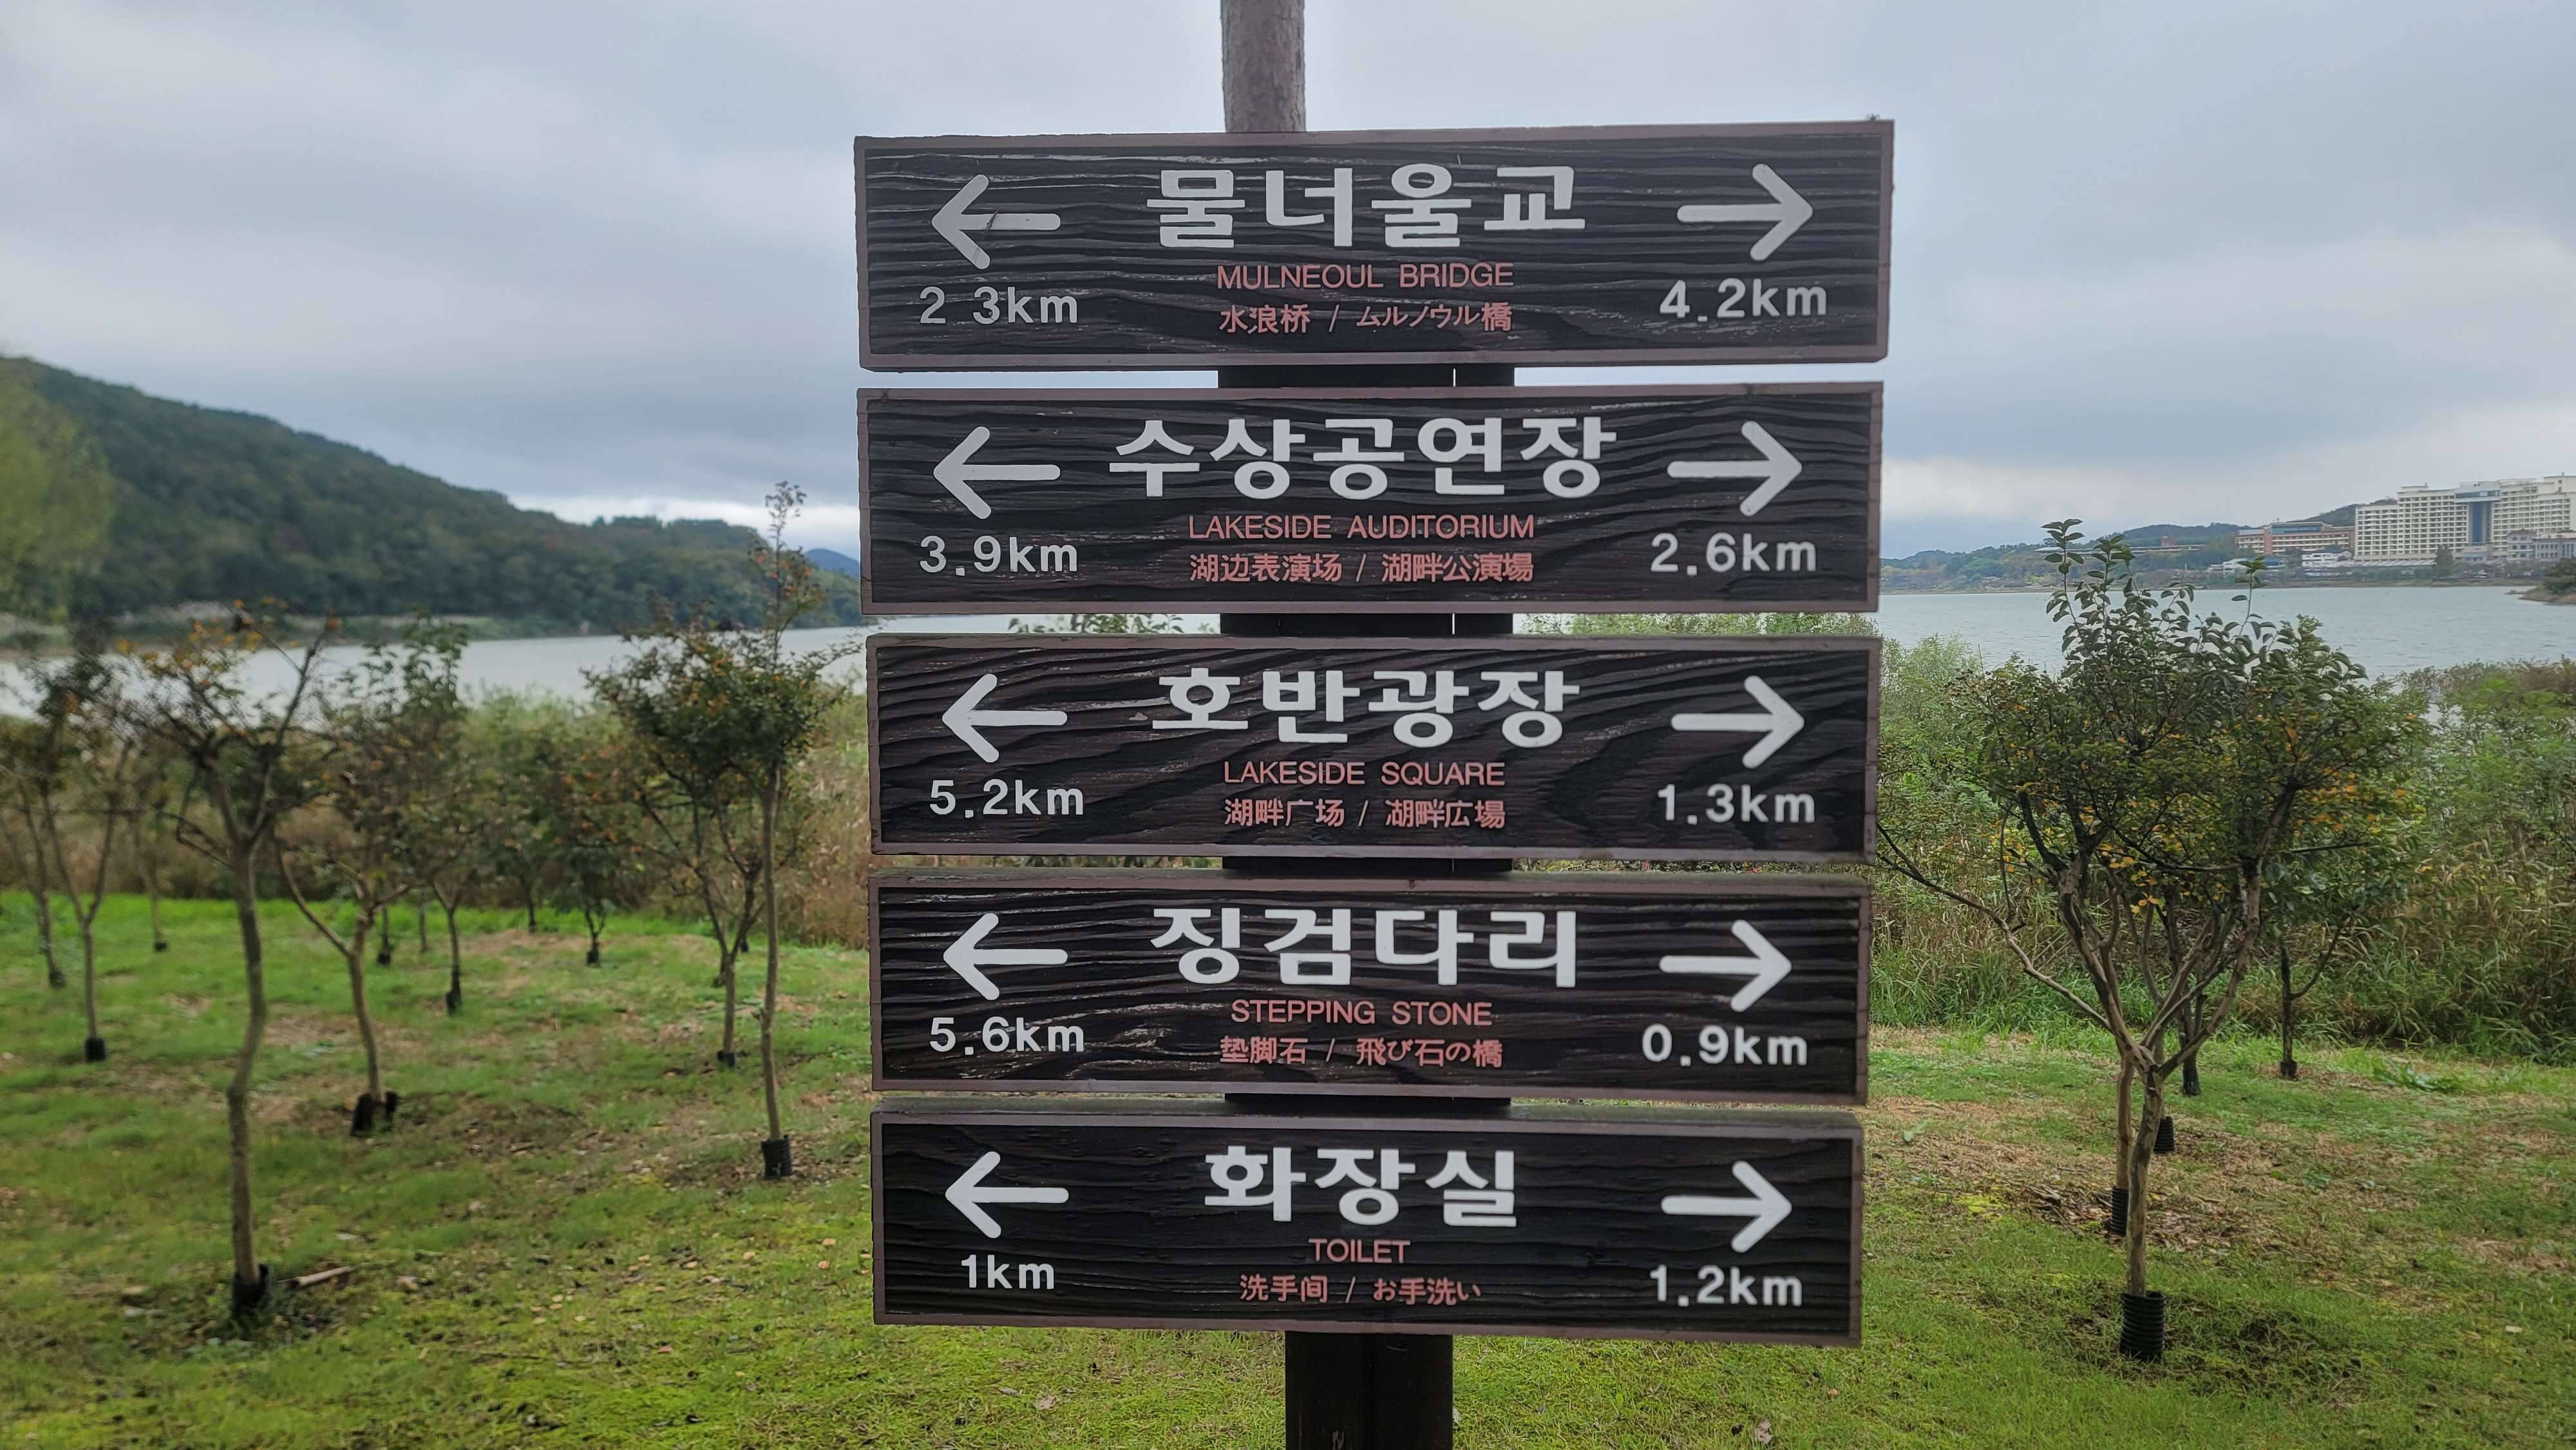 ← 물너울교 →
MULNEOUL BRIDGE
2 3km 4.2km
水浪桥 / ムルノウル橋
← 수상공연장 →
LAKESIDE AUDITORIUM
3.9km 2.6km
湖边表演场 / 湖畔公演場
← 호반광장 →
LAKESIDE SQUARE
5.2km 1.3km
湖畔广场 / 湖畔広場
← 징검다리 →
STEPPING STONE
5.6km 0.9km
垫脚石 / 飛び石の橋
← 화장실 →
TOILET
1km 1.2km
洗手间 / お手洗い